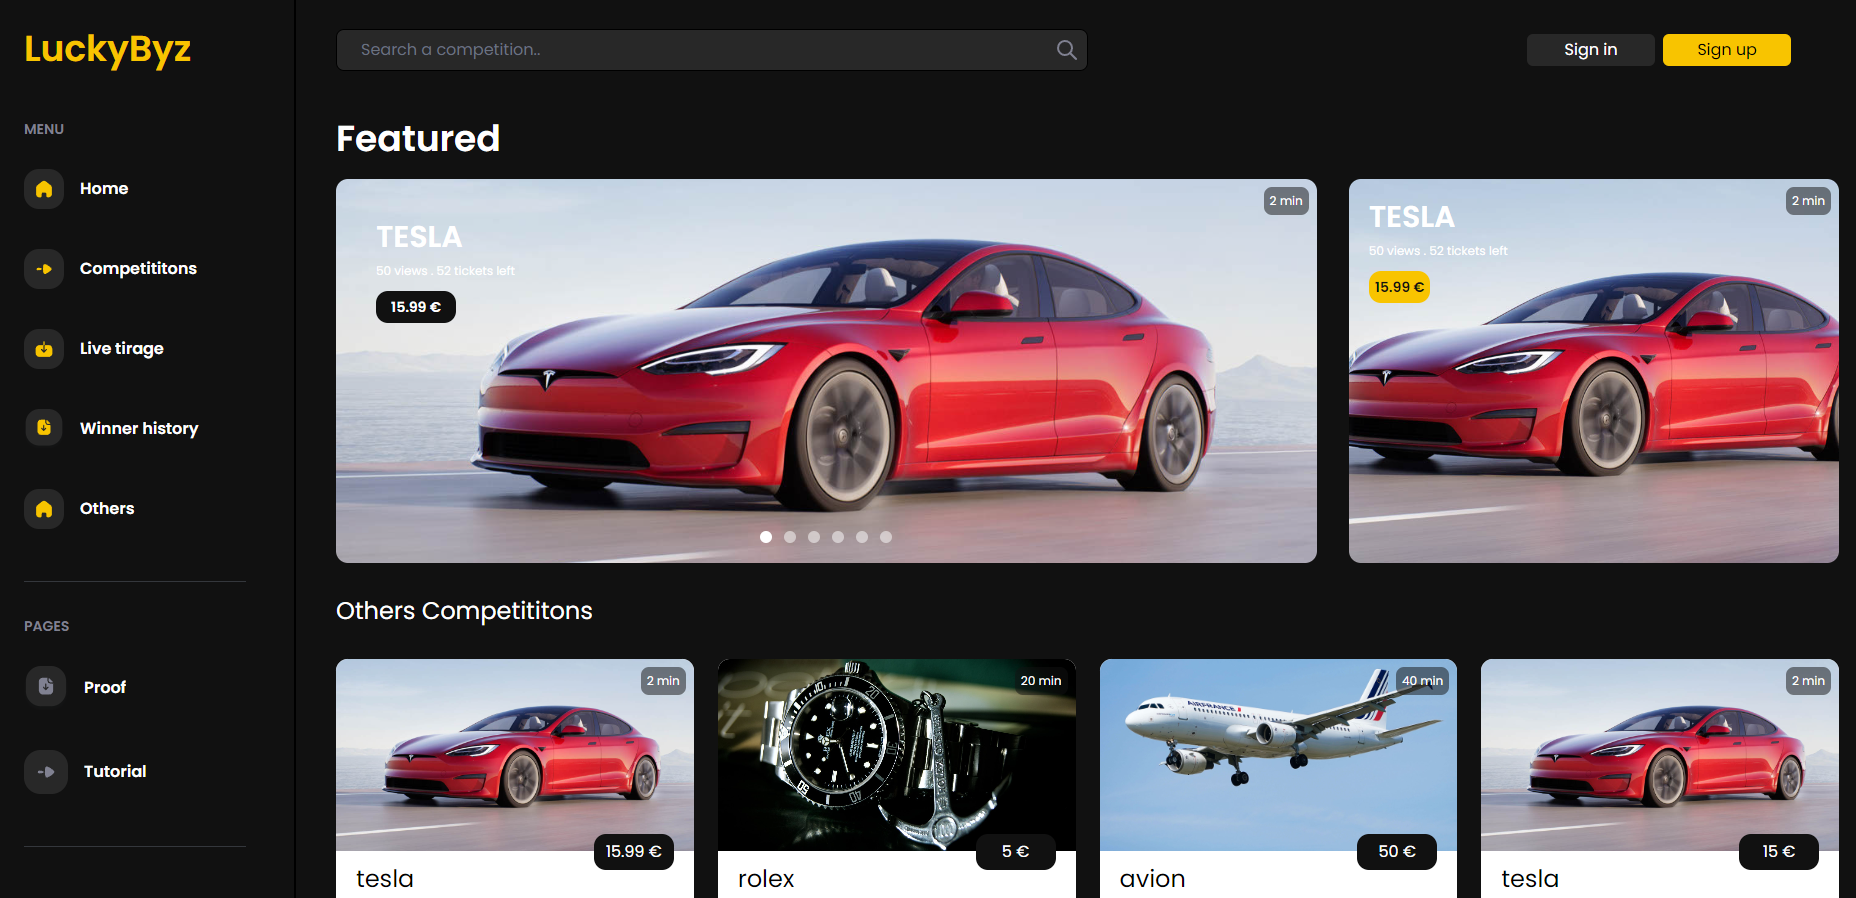 LuckyByz
Search a competition..
Sign in
Sign up
MENU
Home
Competititons
Live tirage
Winner history
Others
PAGES
Proof
Tutorial
Featured
2 min
TESLA
50 views . 52 tickets left
15.99 €
2 min
TESLA
50 views . 52 tickets left
15.99 €
Others Competititons
2 min
15.99 €
tesla
20 min
5 €
rolex
40 min
AIRFRANCE
50 €
avion
2 min
15 €
tesla